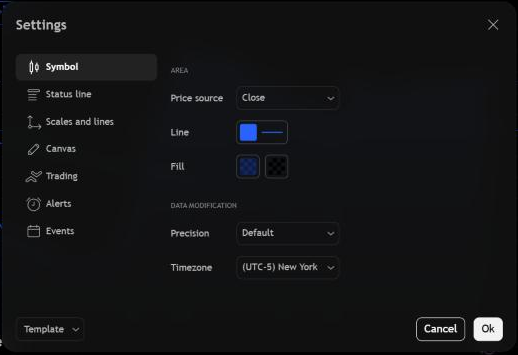 Settings
Symbol
Status line
Scales and lines
Canvas
Trading
Alerts
Events
AREA
Price source Close
Line
Fill
DATA MODIFICATION
Precision Default
Timezone (UTC-5) New York
Template
Cancel Ok